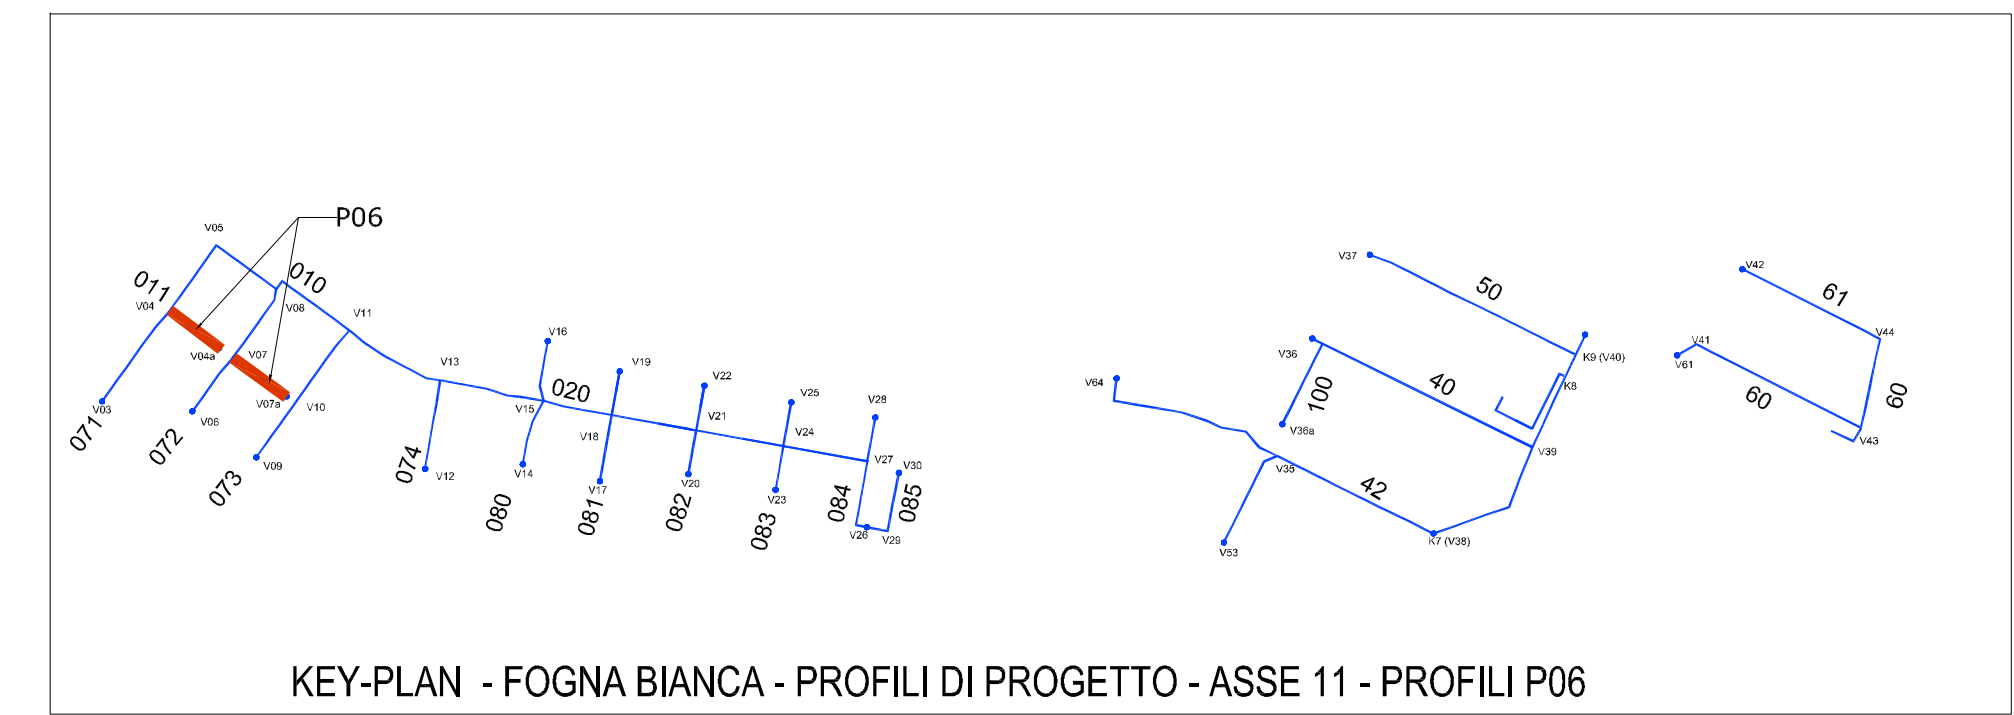 P06
V05
011
010
V04
V08
V11
V04a
V07
V07a
V10
V03
V06
V09
071
072
073
V13
074
V12
V16
020
V15
V14
080
V19
V18
V17
081
V22
V21
V20
082
V25
V24
V23
083
V28
V27
V30
084
085
V26
V29
V37
50
V36
K9 (V40)
V64
100
40
K8
V36a
V39
V35
42
V53
K7 (V38)
V42
61
V44
V41
V61
60
60
V43
KEY-PLAN - FOGNA BIANCA - PROFILI DI PROGETTO - ASSE 11 - PROFILI P06